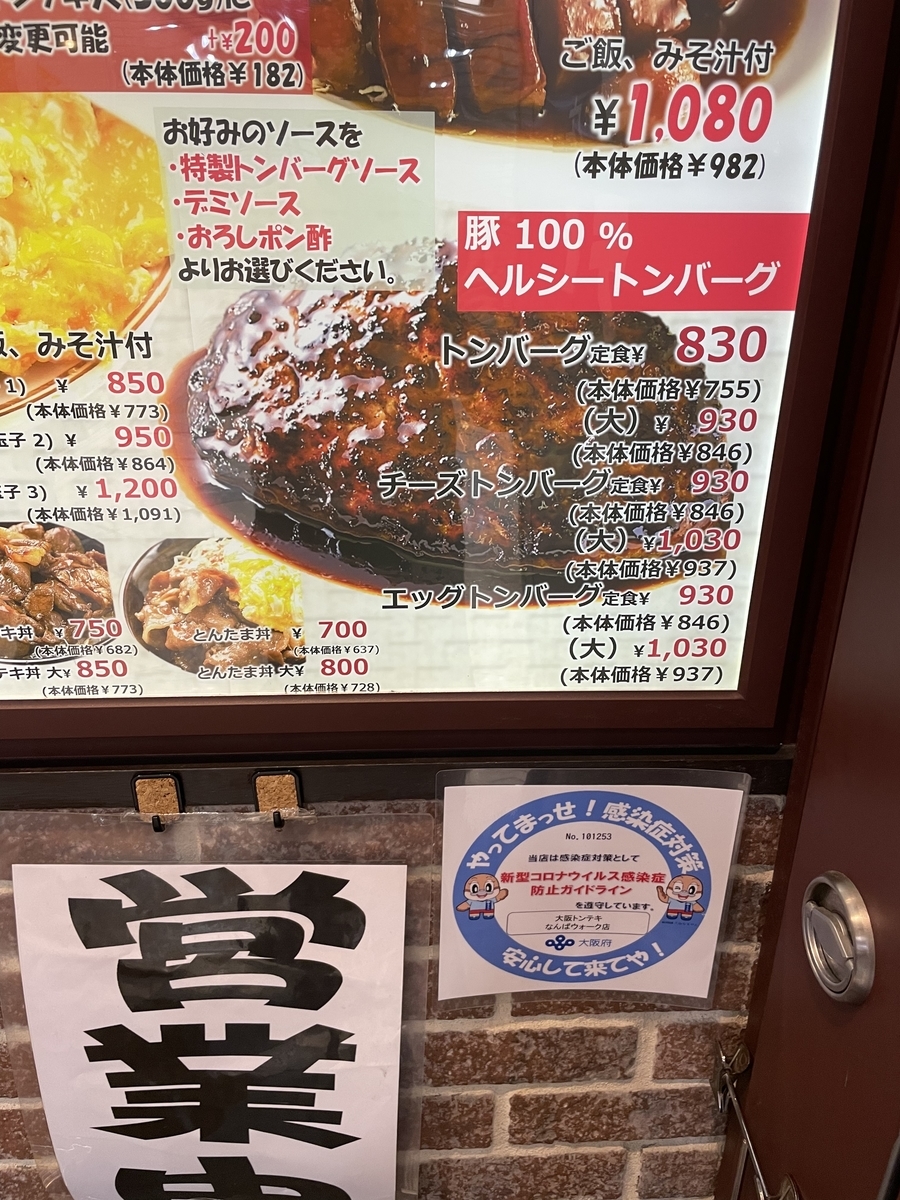 変更可能 +¥200
(本体価格¥182)
ご飯、みそ汁付
¥1,080
(本体価格¥982)
お好みのソースを
・特製トンバーグソース
・デミソース
・おろしポン酢
よりお選びください。
豚 100 %
ヘルシートンバーグ
トンバーグ定食¥ 830
(本体価格¥755)
(大) ¥ 930
(本体価格¥846)
チーズトンバーグ定食¥ 930
(本体価格¥846)
(大) ¥1,030
(本体価格¥937)
エッグトンバーグ定食¥ 930
(本体価格¥846)
(大) ¥1,030
(本体価格¥937)
、みそ汁付
1) ¥ 850
(本体価格¥773)
玉子 2) ¥ 950
(本体価格¥864)
子 3) ¥1,200
(本体価格¥1,091)
キ丼 ¥750
(本体価格¥682)
テキ丼 大¥850
(本体価格¥773)
とんたま丼 ¥ 700
(本体価格¥637)
とんたま丼 大¥ 800
(本体価格¥728)
営業
やってまっせ！感染症対策
No.101253
当店は感染症対策として
新型コロナウイルス感染症
防止ガイドライン
を遵守しています。
大阪トンテキ
なんばウォーク店
大阪府
安心して来てや！